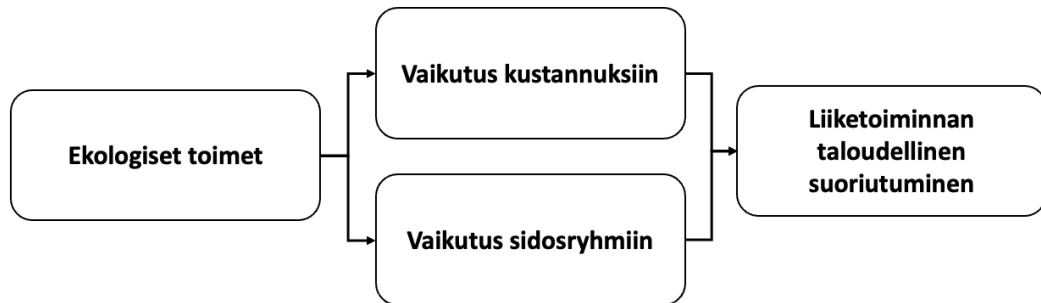 Ekologiset toimet
Vaikutus kustannuksiin
Vaikutus sidosryhmiin
Liiketoiminnan
taloudellinen
suoriutuminen